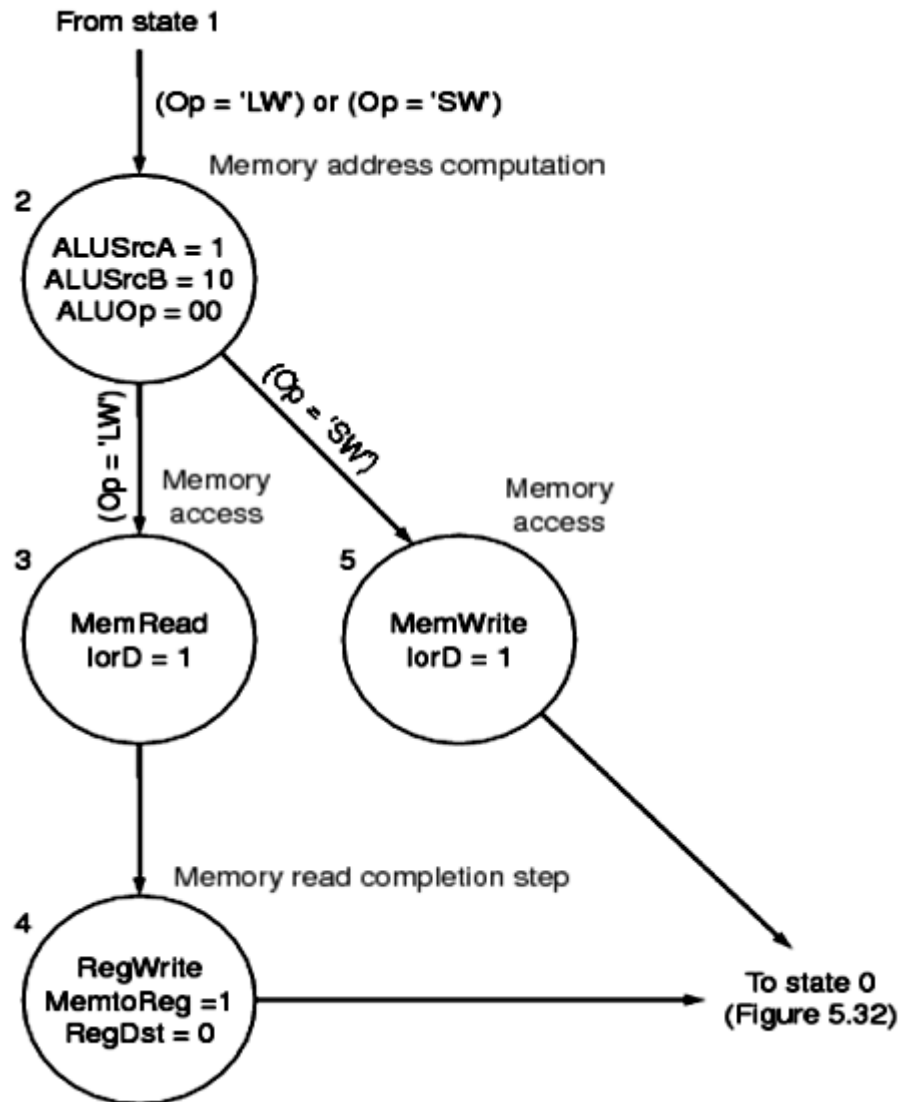 From state 1
(Op = 'LW') or (Op = 'SW')
Memory address computation
2
ALUSrcA = 1
ALUSrcB = 10
ALUOp = 00
(Op = 'LW')
(Op = 'SW')
Memory
access
Memory
access
3
MemRead
IorD = 1
5
MemWrite
IorD = 1
Memory read completion step
4
RegWrite
MemtoReg =1
RegDst = 0
To state 0
(Figure 5.32)